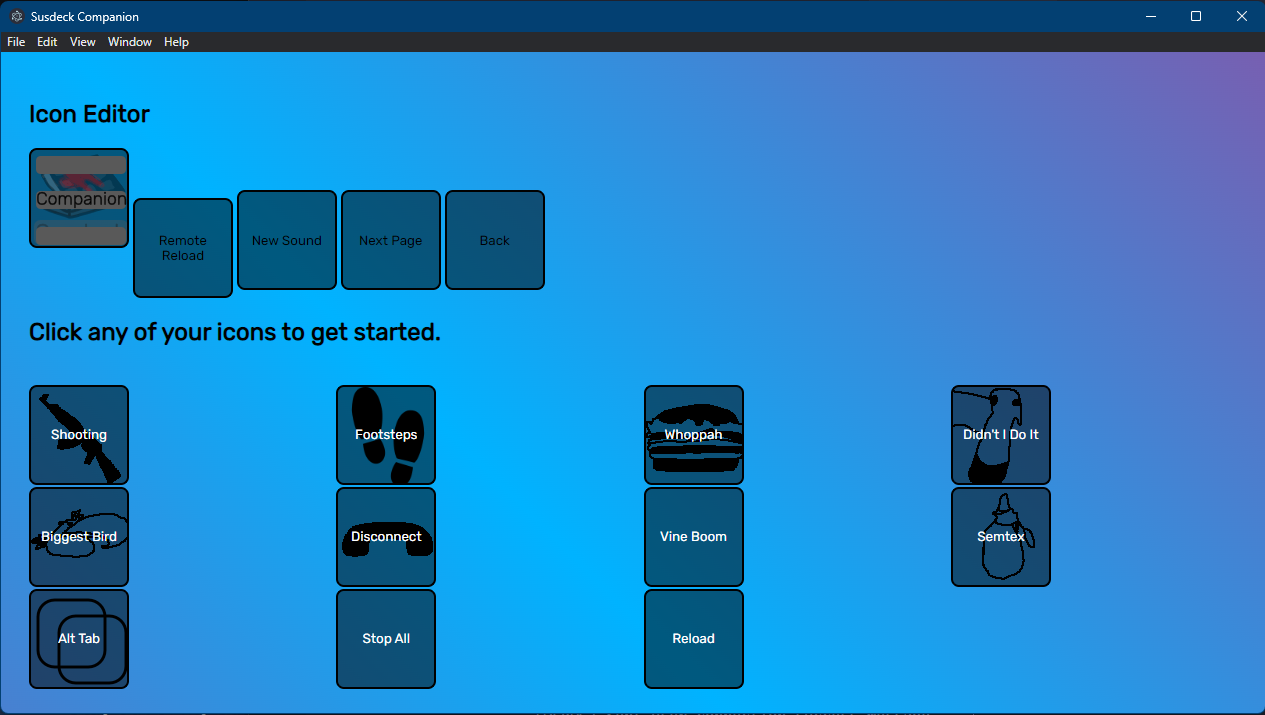 Susdeck Companion
File Edit View Window Help
Icon Editor
Companion
Remote
Reload
New Sound
Next Page
Back
Click any of your icons to get started.
Shooting
Footsteps
Whoppah
Didn't I Do It
Biggest Bird
Disconnect
Vine Boom
Semtex
Alt Tab
Stop All
Reload